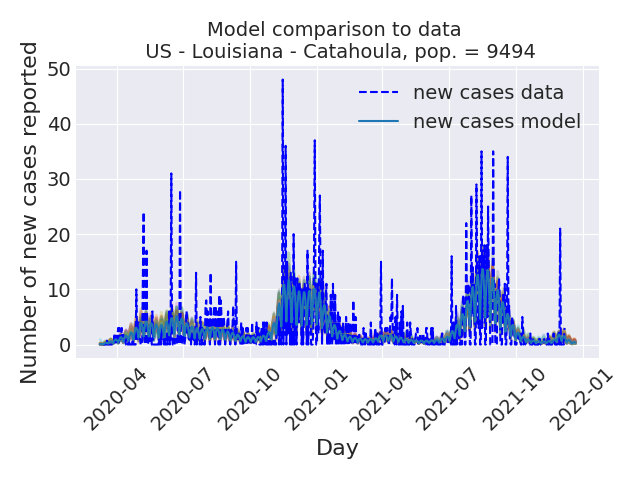 Model comparison to data
US - Louisiana - Catahoula, pop. = 9494
Number of new cases reported
50
40
30
20
10
0
new cases data
new cases model
2020-04
2020-07
2020-10
2021-01
2021-04
2021-07
2021-10
2022-01
Day